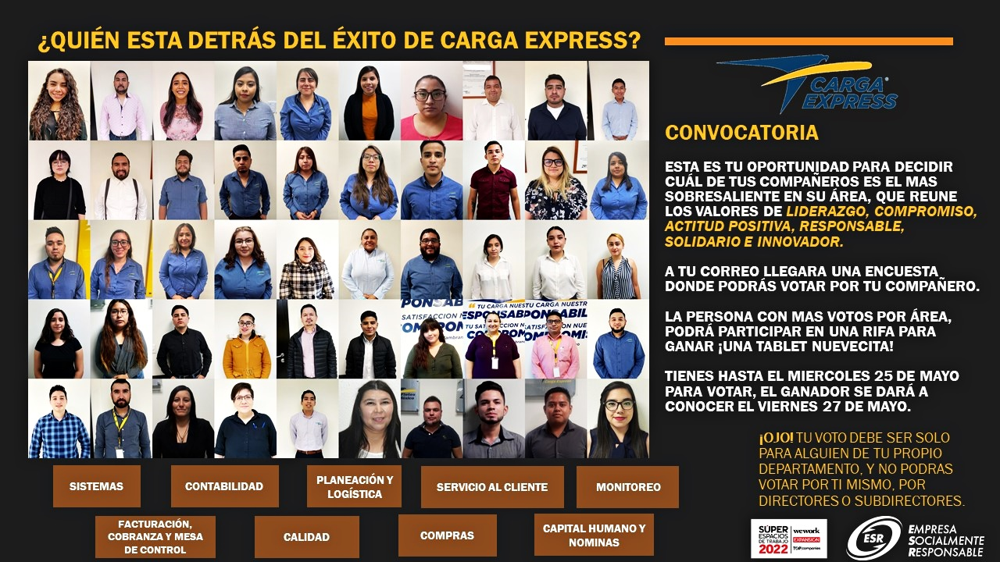 ¿QUIÉN ESTA DETRÁS DEL ÉXITO DE CARGA EXPRESS?
CARGA
EXPRESS®
CONVOCATORIA
ESTA ES TU OPORTUNIDAD PARA DECIDIR
CUÁL DE TUS COMPAÑEROS ES EL MAS
SOBRESALIENTE EN SU ÁREA, QUE REUNE
LOS VALORES DE LIDERAZGO, COMPROMISO,
ACTITUD POSITIVA, RESPONSABLE,
SOLIDARIO E INNOVADOR.
A TU CORREO LLEGARA UNA ENCUESTA
DONDE PODRÁS VOTAR POR TU COMPAÑERO.
LA PERSONA CON MAS VOTOS POR ÁREA,
PODRÁ PARTICIPAR EN UNA RIFA PARA
GANAR ¡UNA TABLET NUEVECITA!
TIENES HASTA EL MIERCOLES 25 DE MAYO
PARA VOTAR, EL GANADOR SE DARÁ A
CONOCER EL VIERNES 27 DE MAYO.
¡OJO! TU VOTO DEBE SER SOLO
PARA ALGUIEN DE TU PROPIO
DEPARTAMENTO, Y NO PODRAS
VOTAR POR TI MISMO, POR
DIRECTORES O SUBDIRECTORES.
SISTEMAS
CONTABILIDAD
PLANEACIÓN Y
LOGÍSTICA
SERVICIO AL CLIENTE
MONITOREO
FACTURACIÓN,
COBRANZA Y MESA
DE CONTROL
CALIDAD
COMPRAS
CAPITAL HUMANO Y
NOMINAS
SÚPER
ESPACIOS
DE TRABAJO
2022
wework
EXPANSIÓN
TOPcompanies
ESR
EMPRESA
SOCIALMENTE
RESPONSABLE